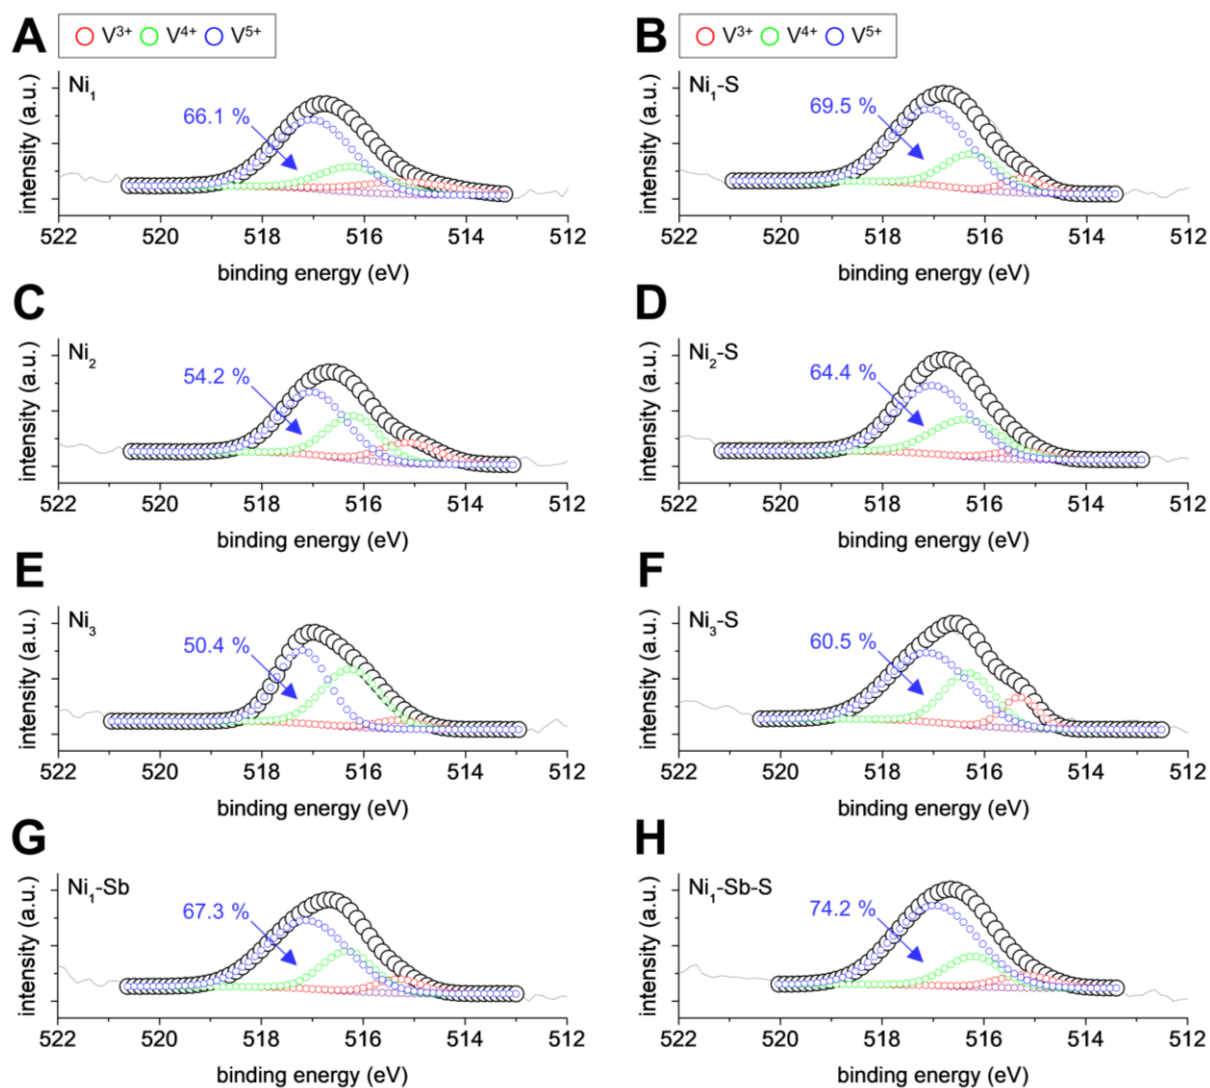 A
V³⁺ V⁴⁺ V⁵⁺
Ni₁
66.1 %
intensity (a.u.)
522 520 518 516 514 512
binding energy (eV)
B
V³⁺ V⁴⁺ V⁵⁺
Ni₁-S
69.5 %
intensity (a.u.)
522 520 518 516 514 512
binding energy (eV)
C
Ni₂
54.2 %
intensity (a.u.)
522 520 518 516 514 512
binding energy (eV)
D
Ni₂-S
64.4 %
intensity (a.u.)
522 520 518 516 514 512
binding energy (eV)
E
Ni₃
50.4 %
intensity (a.u.)
522 520 518 516 514 512
binding energy (eV)
F
Ni₃-S
60.5 %
intensity (a.u.)
522 520 518 516 514 512
binding energy (eV)
G
Ni₁-Sb
67.3 %
intensity (a.u.)
522 520 518 516 514 512
binding energy (eV)
H
Ni₁-Sb-S
74.2 %
intensity (a.u.)
522 520 518 516 514 512
binding energy (eV)